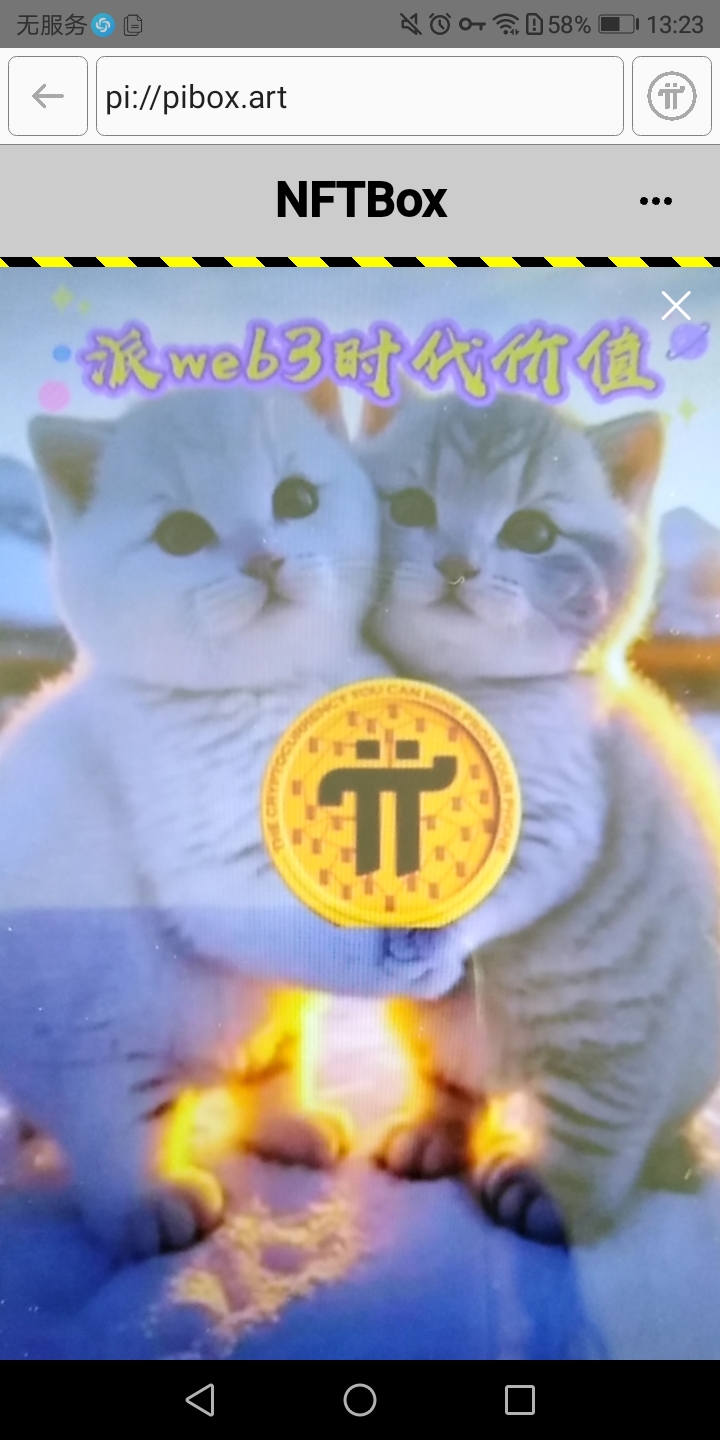 无服务 58% 13:23
pi://pibox.art
NFTBox
派web3时代价值
THE CRYPTOCURRENCY YOU CAN MINE FROM YOUR PHONE